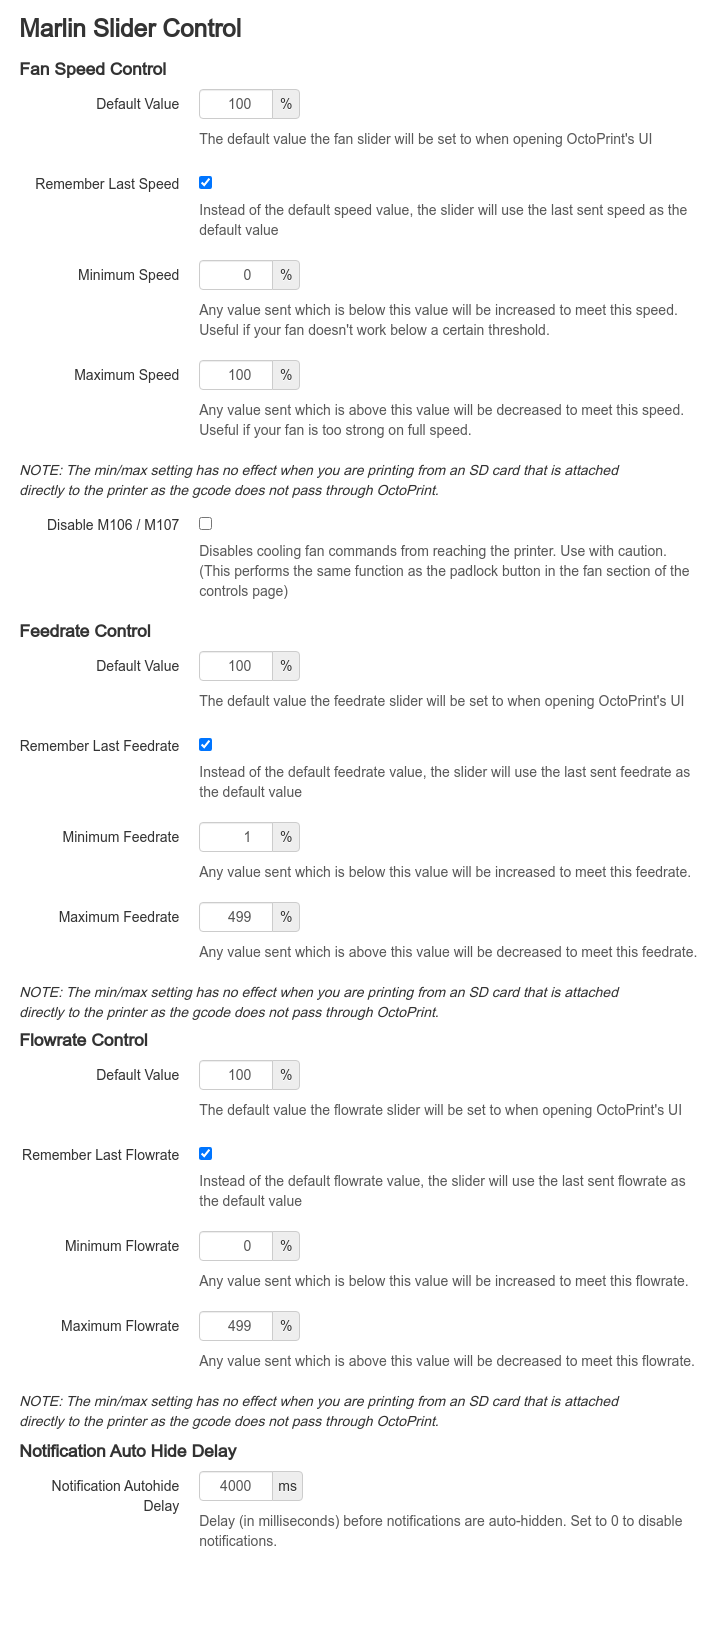 Marlin Slider Control
Fan Speed Control
Default Value 100 %
The default value the fan slider will be set to when opening OctoPrint's UI
Remember Last Speed
Instead of the default speed value, the slider will use the last sent speed as the
default value
Minimum Speed 0 %
Any value sent which is below this value will be increased to meet this speed.
Useful if your fan doesn't work below a certain threshold.
Maximum Speed 100 %
Any value sent which is above this value will be decreased to meet this speed.
Useful if your fan is too strong on full speed.
NOTE: The min/max setting has no effect when you are printing from an SD card that is attached
directly to the printer as the gcode does not pass through OctoPrint.
Disable M106 / M107
Disables cooling fan commands from reaching the printer. Use with caution.
(This performs the same function as the padlock button in the fan section of the
controls page)
Feedrate Control
Default Value 100 %
The default value the feedrate slider will be set to when opening OctoPrint's UI
Remember Last Feedrate
Instead of the default feedrate value, the slider will use the last sent feedrate as
the default value
Minimum Feedrate 1 %
Any value sent which is below this value will be increased to meet this feedrate.
Maximum Feedrate 499 %
Any value sent which is above this value will be decreased to meet this feedrate.
NOTE: The min/max setting has no effect when you are printing from an SD card that is attached
directly to the printer as the gcode does not pass through OctoPrint.
Flowrate Control
Default Value 100 %
The default value the flowrate slider will be set to when opening OctoPrint's UI
Remember Last Flowrate
Instead of the default flowrate value, the slider will use the last sent flowrate as
the default value
Minimum Flowrate 0 %
Any value sent which is below this value will be increased to meet this flowrate.
Maximum Flowrate 499 %
Any value sent which is above this value will be decreased to meet this flowrate.
NOTE: The min/max setting has no effect when you are printing from an SD card that is attached
directly to the printer as the gcode does not pass through OctoPrint.
Notification Auto Hide Delay
Notification Autohide 4000 ms
Delay
Delay (in milliseconds) before notifications are auto-hidden. Set to 0 to disable
notifications.